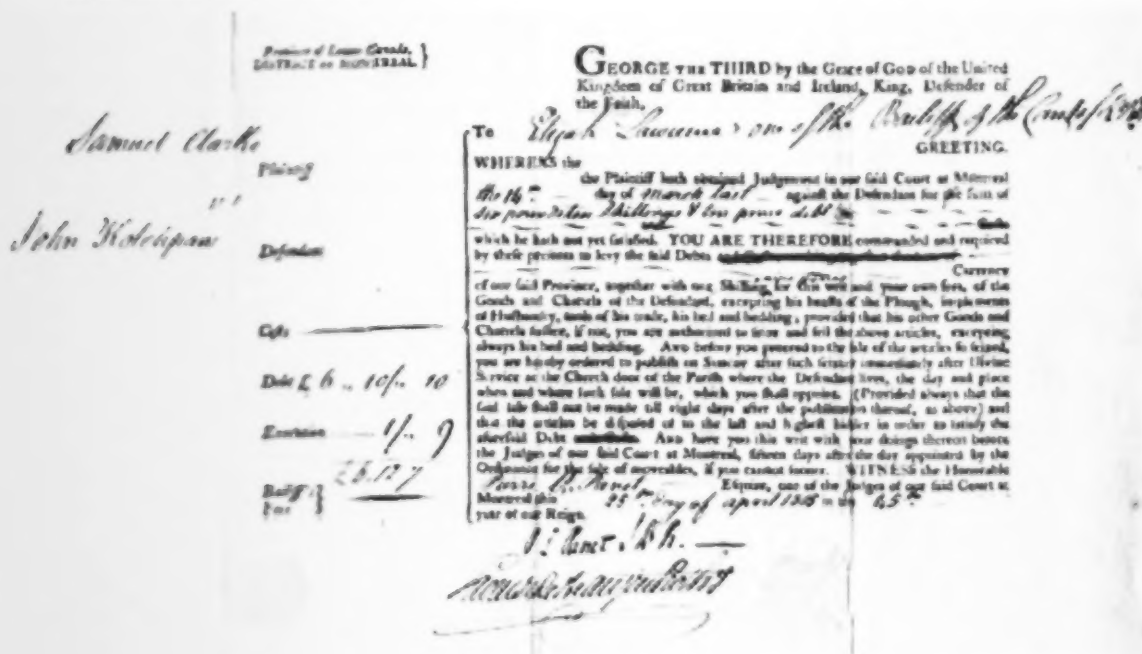 Province of Lower Canada,
DISTRICT OF MONTREAL. }
GEORGE THE THIRD by the Grace of GOD of the United
Kingdom of Great Britain and Ireland, King, Defender of
the Faith,
To Elijah one of the of the
GREETING.
Samuel Clarke
Plaintiff
vs
John
Defendant
Costs
Debt £ 6 .. 10/.. 10
Execution 1/.. 9
£6.12.7
Bailiff's }
Fees
WHEREAS the
the Plaintiff hath obtained Judgement in our said Court at Montreal
the 14th day of March last against the Defendant for the sum of
six pounds ten Shillings & ten pence debt
which he hath not yet satisfied. YOU ARE THEREFORE commanded and required
by these presents to levy the said Debts
Currency
of our said Province, together with one Shilling for this writ and your own fees, of the
Goods and Chattels of the Defendant, excepting his beasts of the Plough, implements
of Husbandry, tools of his trade, his bed and bedding, provided that his other Goods and
Chattels suffice, if not, you are authorised to seize and sell the above articles, excepting
always his bed and bedding. AND before you proceed to the sale of the articles so seized,
you are hereby ordered to publish on Sunday after such seizure immediately after Divine
Service at the Church door of the Parish where the Defendant lives, the day and place
when and where such sale will be, which you shall appoint. (Provided always that the
said sale shall not be made till eight days after the publication thereof, as above) and
that the articles be disposed of to the last and highest bidder in order to satisfy the
aforesaid Debt AND have you this writ with your doings thereon before
the Judges of our said Court at Montreal, fifteen days after the day appointed by the
Ordinance for the sale of moveables, if you cannot sooner. WITNESS the Honorable
Esquire, one of the Judges of our said Court at
Montreal this 25th day of april 1805 in the 45th
year of our Reign.